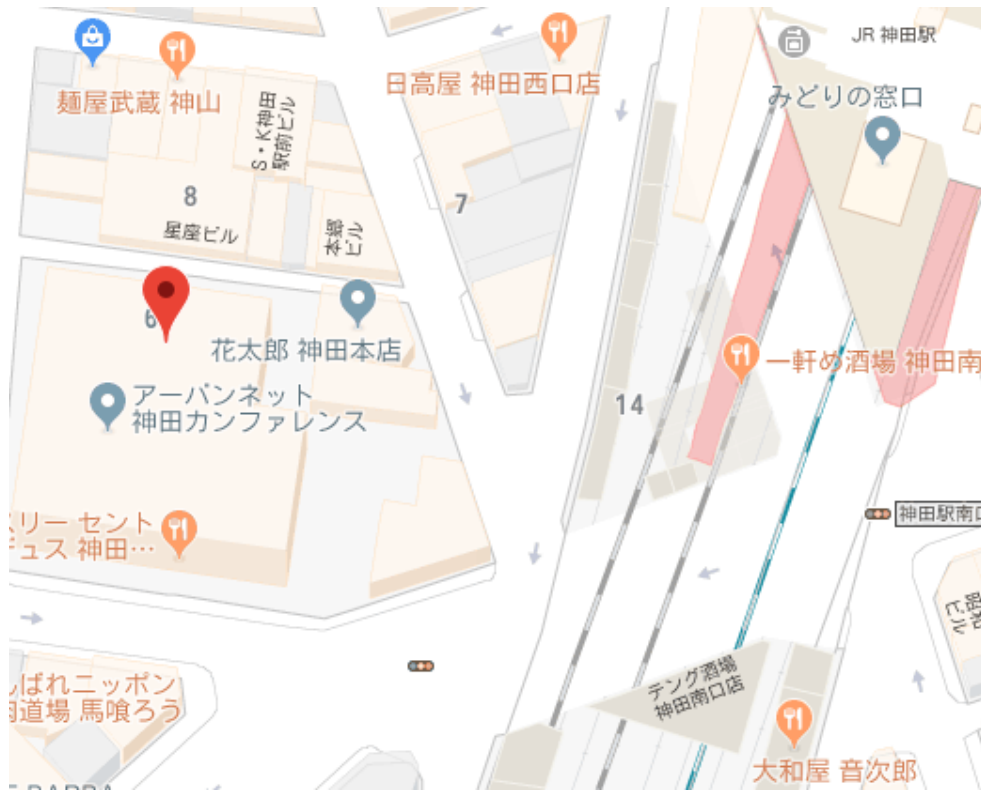 JR 神田駅
日高屋 神田西口店
みどりの窓口
麺屋武蔵 神山
S・K神田
駅前ビル
8
7
星座ビル
本郷
ビル
6
花太郎 神田本店
一軒め酒場 神田南
アーバンネット
神田カンファレンス
14
スリー セント
神田…
神田駅南口
ビル
テング酒場
神田南口店
ばれニッポン
道場 馬喰ろう
大和屋 音次郎